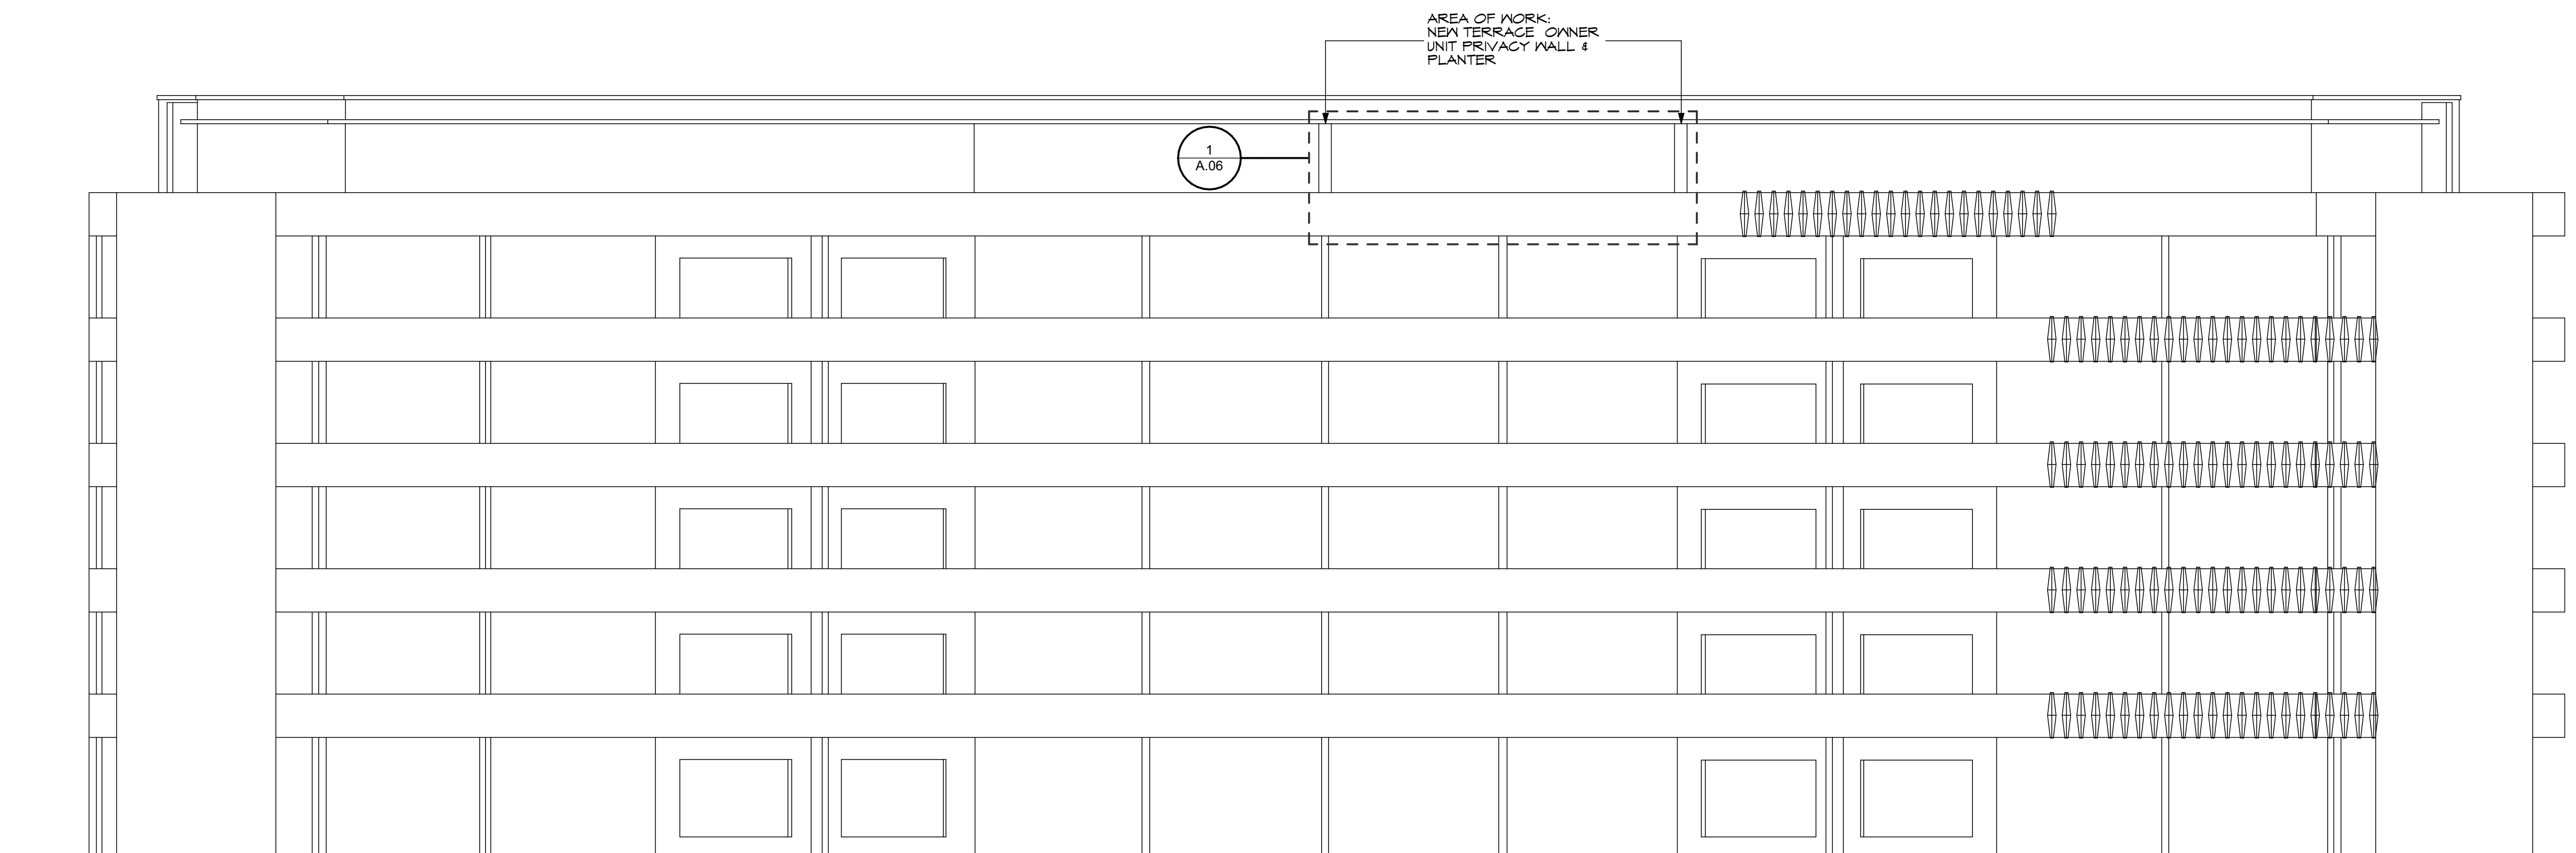 AREA OF WORK:
NEW TERRACE OWNER
UNIT PRIVACY WALL &
PLANTER
1
A.06